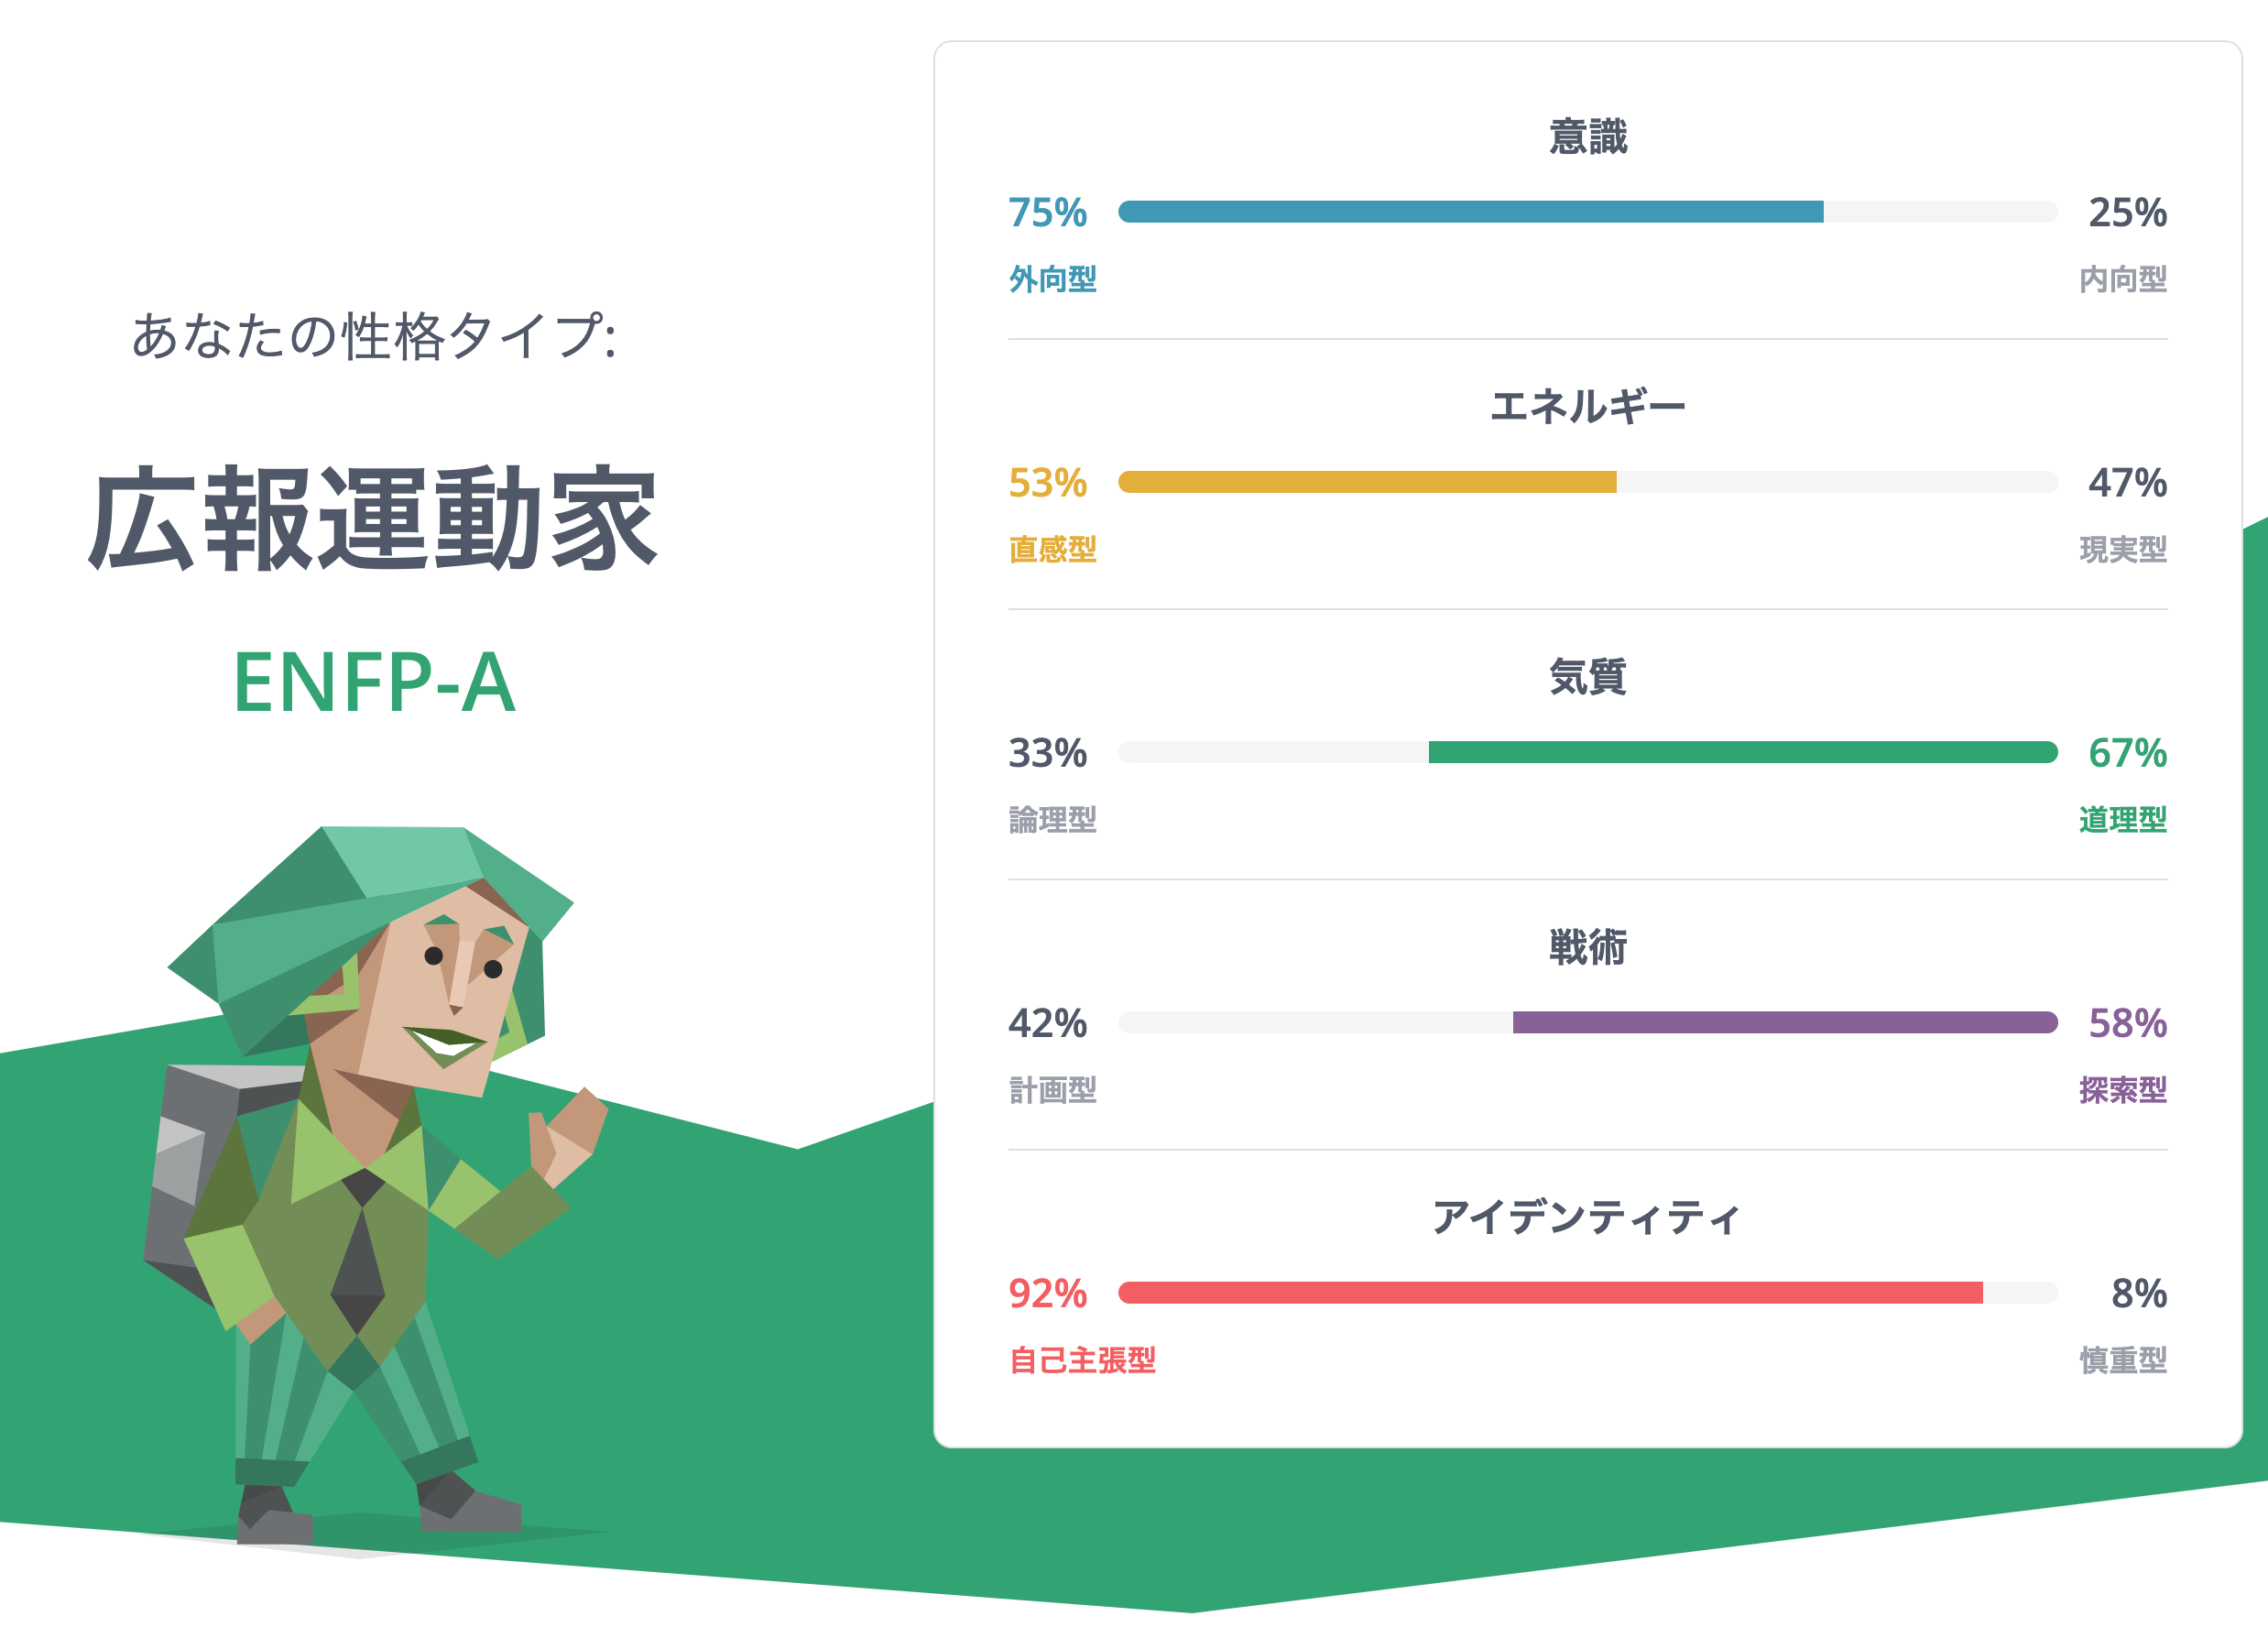 あなたの性格タイプ:
広報運動家
ENFP-A
意識
75% 25%
外向型 内向型
エネルギー
53% 47%
直感型 現実型
気質
33% 67%
論理型 道理型
戦術
42% 58%
計画型 探索型
アイデンティティ
92% 8%
自己主張型 慎重型